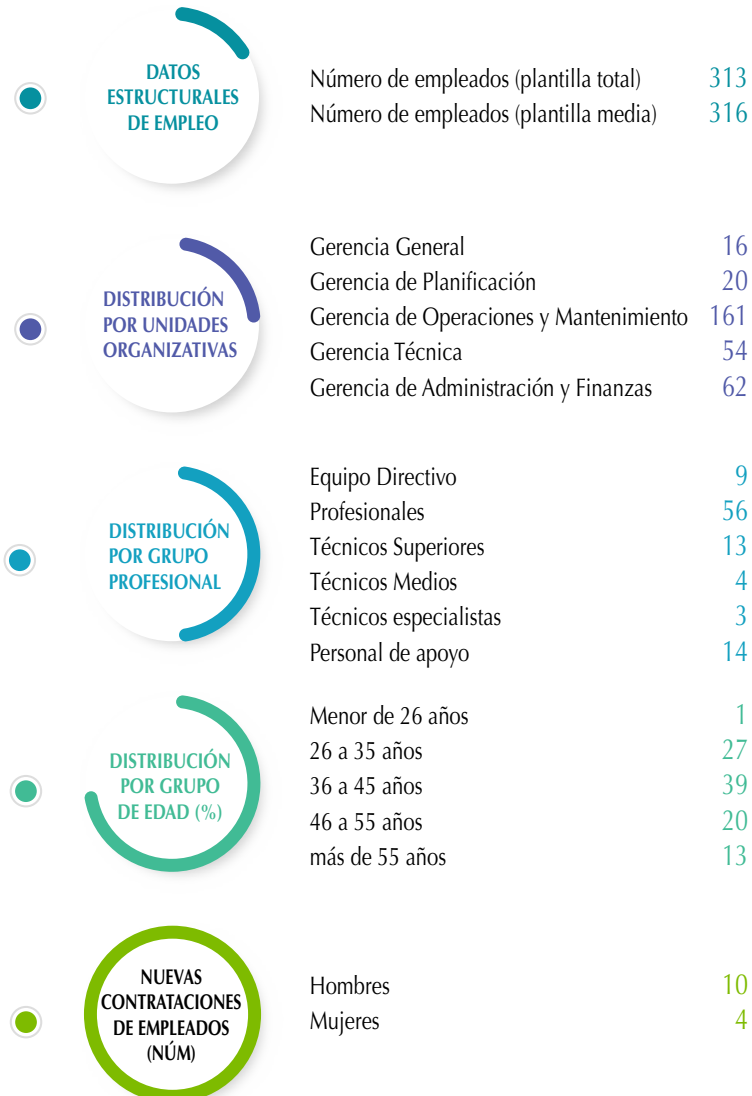 DATOS
ESTRUCTURALES
DE EMPLEO
Número de empleados (plantilla total) 313
Número de empleados (plantilla media) 316
DISTRIBUCIÓN
POR UNIDADES
ORGANIZATIVAS
Gerencia General 16
Gerencia de Planificación 20
Gerencia de Operaciones y Mantenimiento 161
Gerencia Técnica 54
Gerencia de Administración y Finanzas 62
DISTRIBUCIÓN
POR GRUPO
PROFESIONAL
Equipo Directivo 9
Profesionales 56
Técnicos Superiores 13
Técnicos Medios 4
Técnicos especialistas 3
Personal de apoyo 14
DISTRIBUCIÓN
POR GRUPO
DE EDAD (%)
Menor de 26 años 1
26 a 35 años 27
36 a 45 años 39
46 a 55 años 20
más de 55 años 13
NUEVAS
CONTRATACIONES
DE EMPLEADOS
(NÚM)
Hombres 10
Mujeres 4